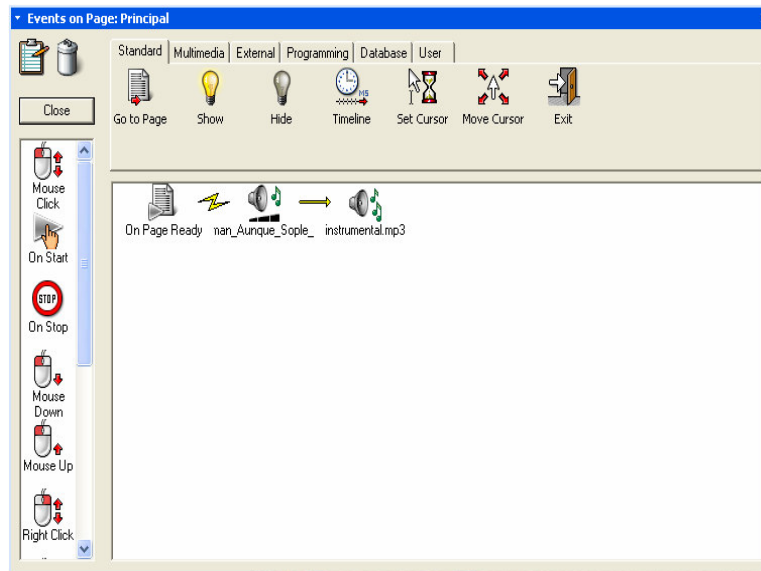 Events on Page: Principal
Standard Multimedia External Programming Database User
Close
MS
Go to Page Show Hide Timeline Set Cursor Move Cursor Exit
Mouse Click
On Start
STOP
On Stop
Mouse Down
Mouse Up
Right Click
On Page Ready nan_Aunque_Sople_ instrumental.mp3